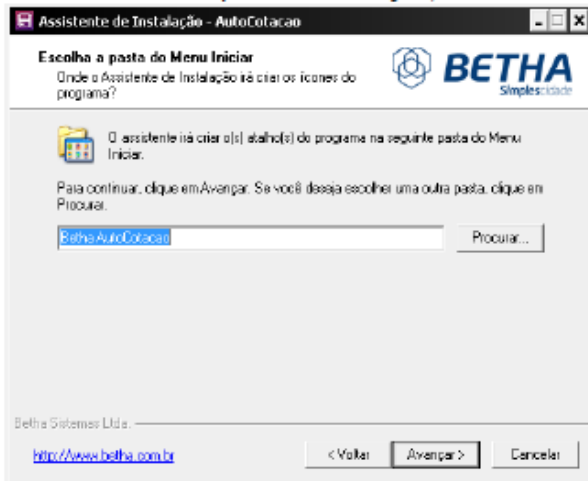 Assistente de Instalação - AutoCotacao
Escolha a pasta do Menu Iniciar
Onde o Assistente de Instalação irá criar os ícones do
programa?
BETHA
Simplescidade
O assistente irá criar o(s) atalho(s) do programa na seguinte pasta do Menu
Iniciar.
Para continuar, clique em Avançar. Se você deseja escolher uma outra pasta, clique em
Procurar.
Betha AutoCotacao
Procurar...
Betha Sistemas Ltda.
http://www.betha.com.br
< Voltar
Avançar >
Cancelar